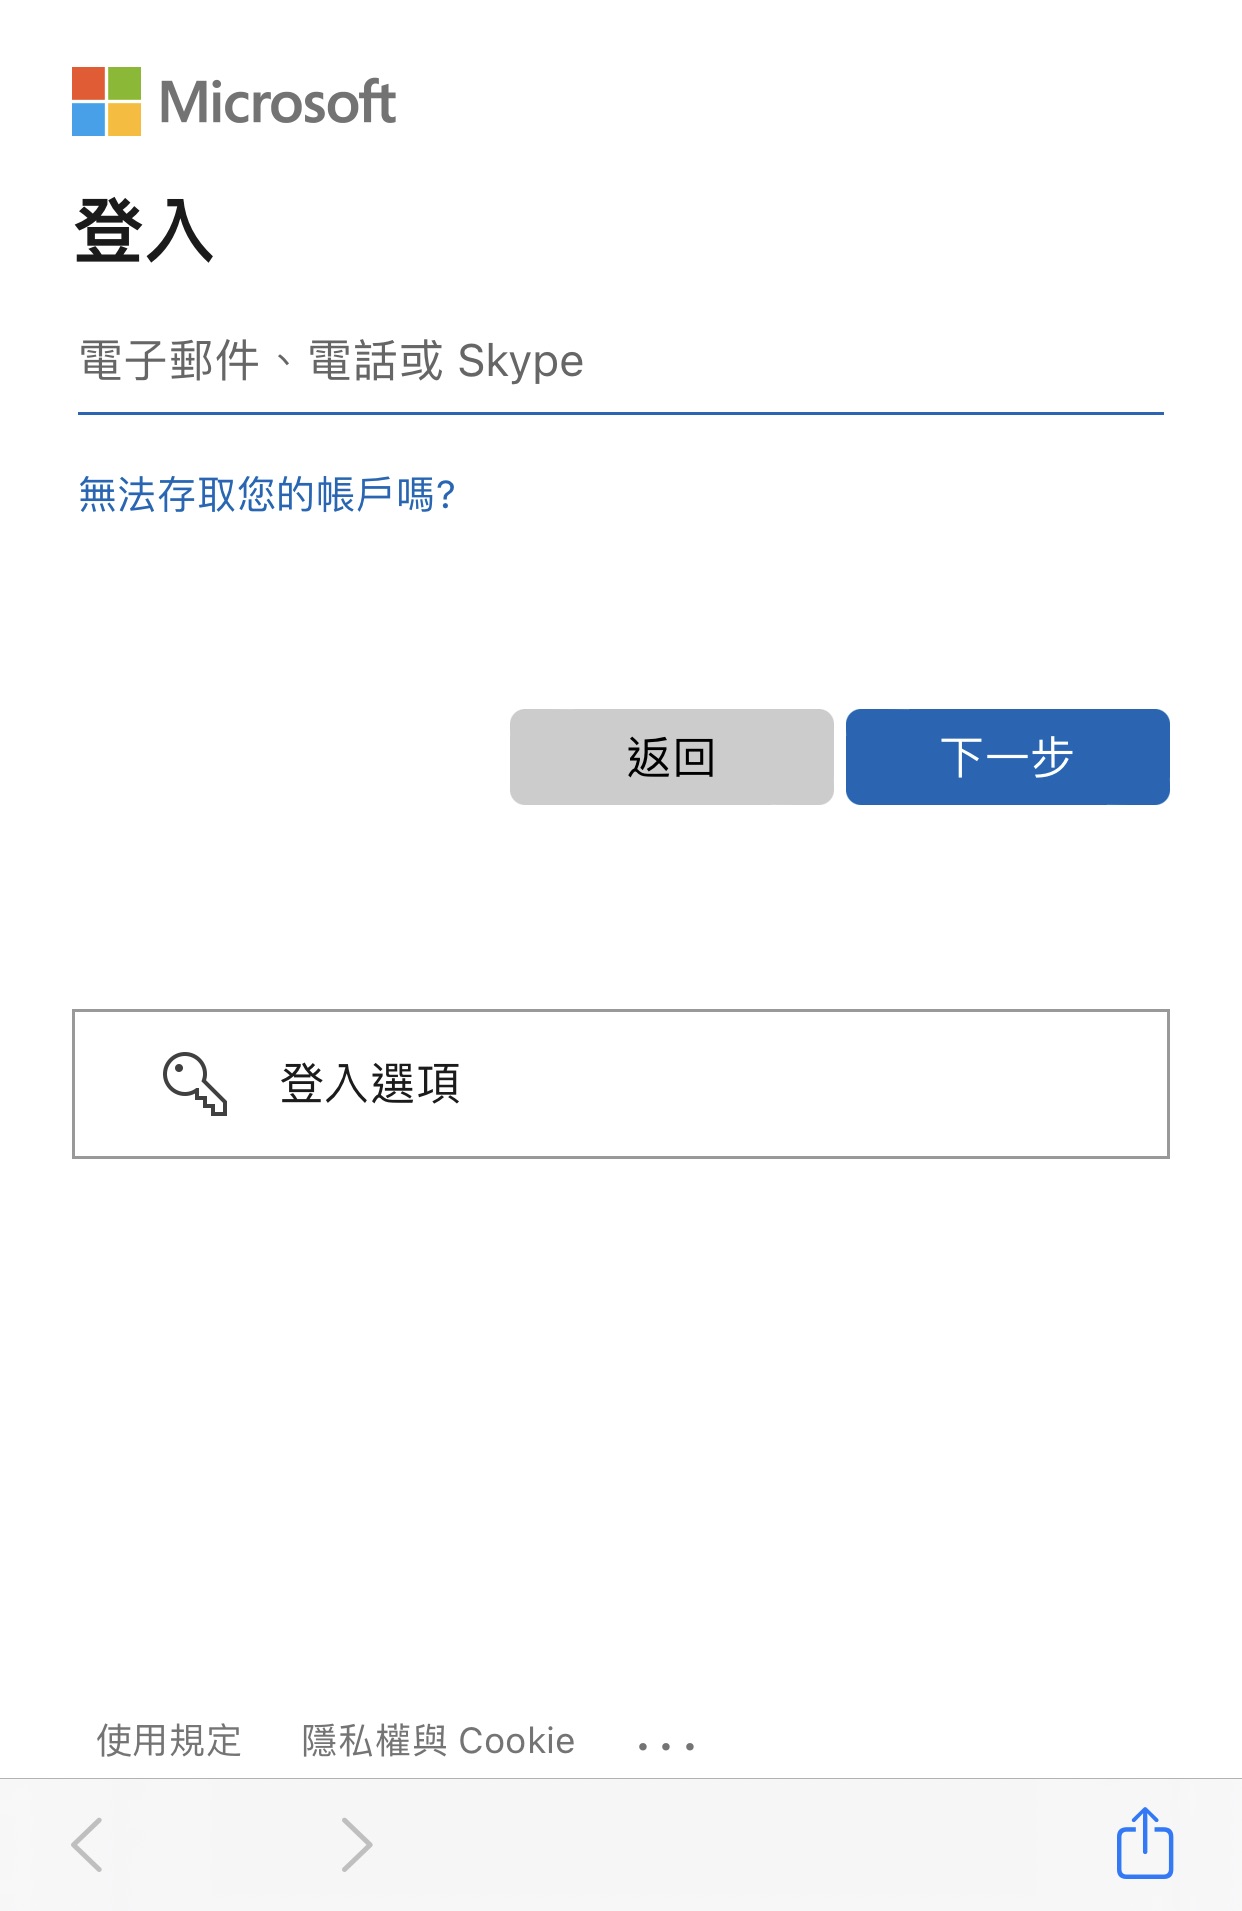 Microsoft
登入
電子郵件、電話或 Skype
無法存取您的帳戶嗎?
返回 下一步
登入選項
使用規定 隱私權與 Cookie ...